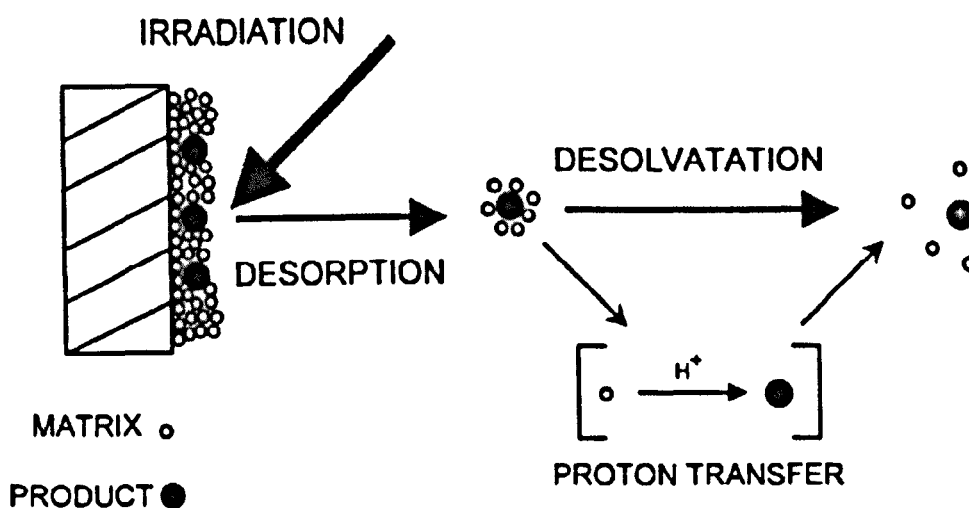 IRRADIATION
DESOLVATATION
DESORPTION
H+
MATRIX
PROTON TRANSFER
PRODUCT